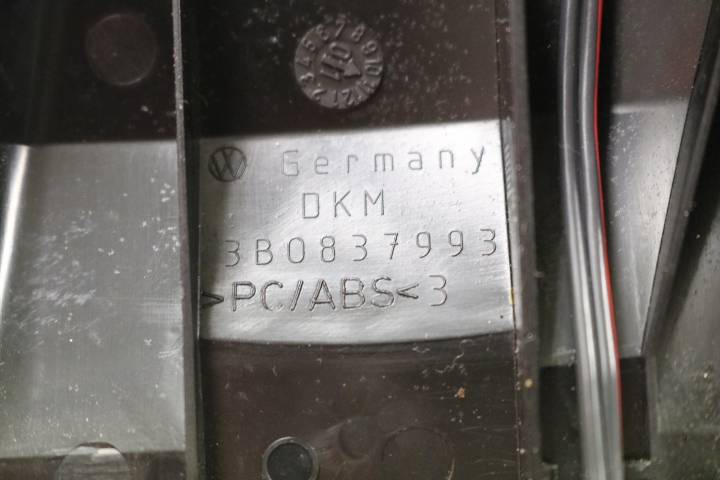 Germany
DKM
3B0837993
>PC/ABS<3